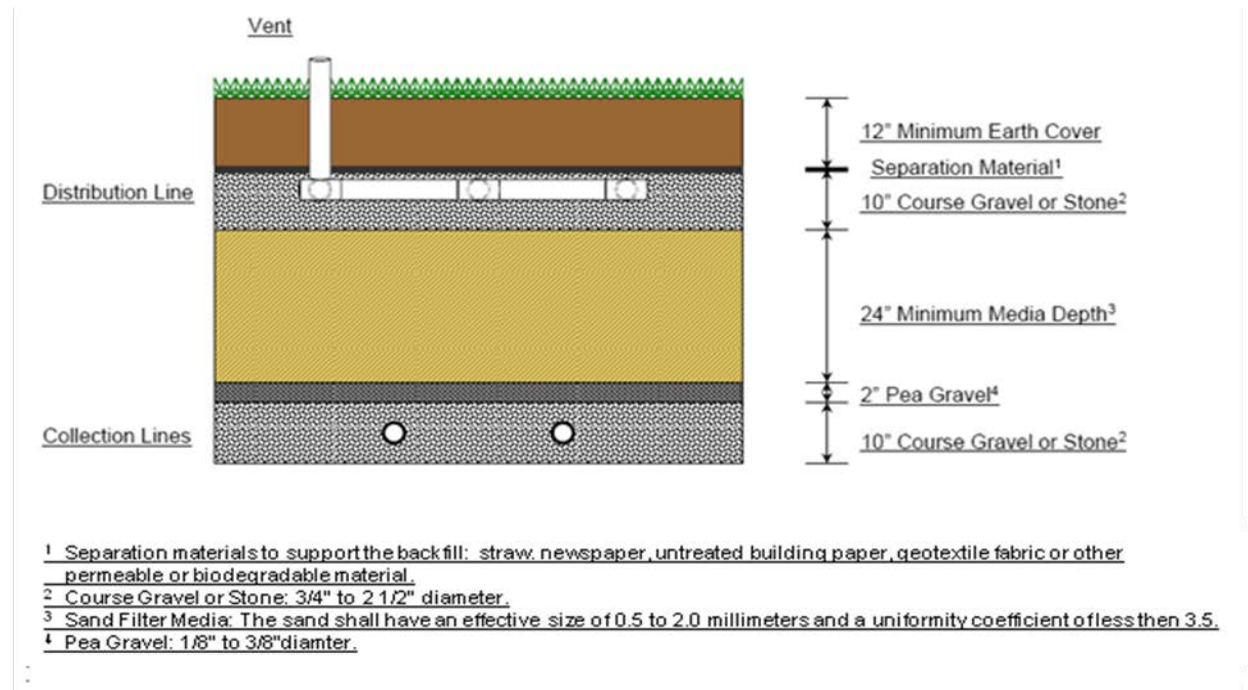 Vent
12" Minimum Earth Cover
Separation Material¹
Distribution Line
10" Course Gravel or Stone²
24" Minimum Media Depth³
2" Pea Gravel⁴
Collection Lines
10" Course Gravel or Stone²
¹ Separation materials to support the backfill: straw. newspaper, untreated building paper, geotextile fabric or other
permeable or biodegradable material.
² Course Gravel or Stone: 3/4" to 2 1/2" diameter.
³ Sand Filter Media: The sand shall have an effective size of 0.5 to 2.0 millimeters and a uniformity coefficient of less then 3.5.
⁴ Pea Gravel: 1/8" to 3/8"diamter.